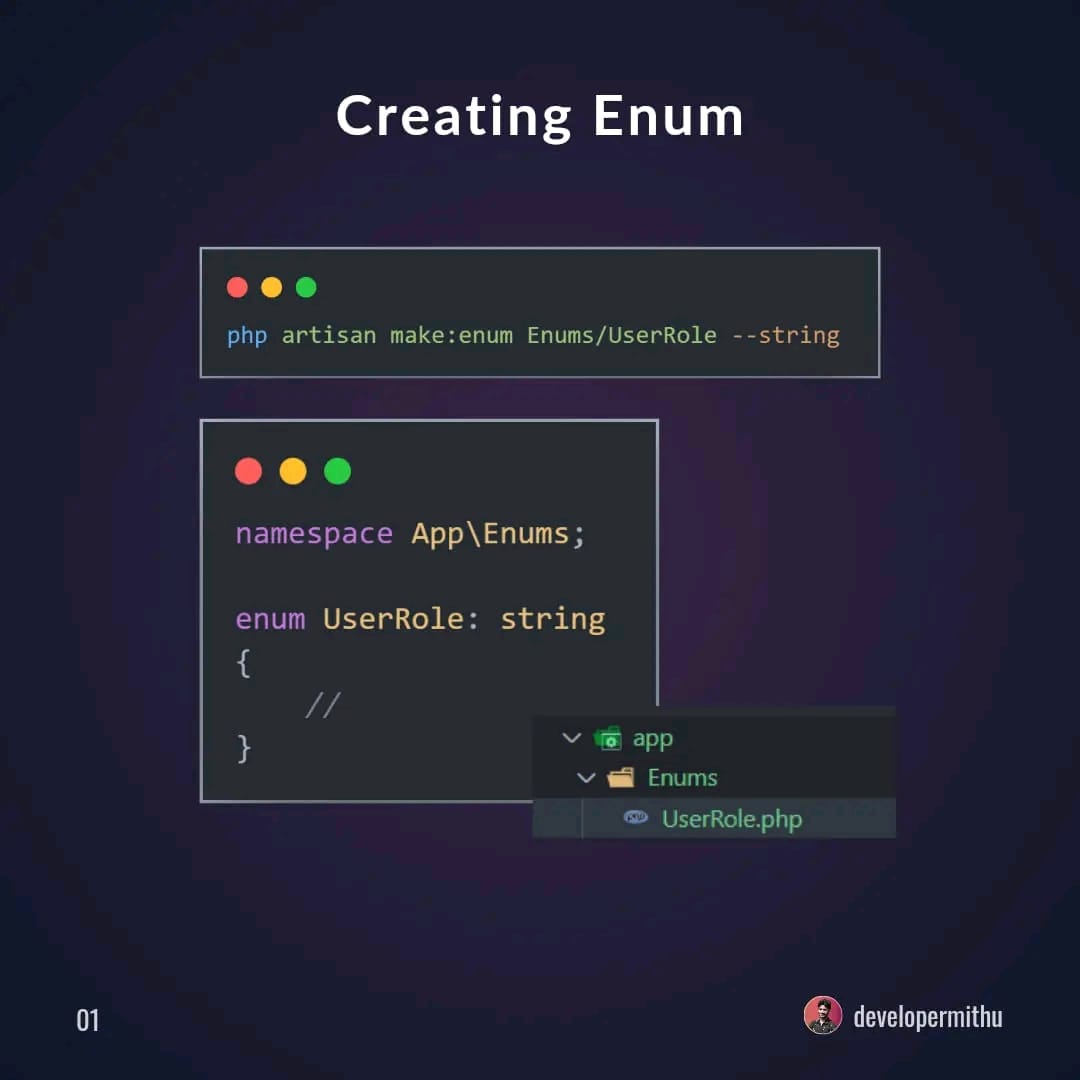 Creating Enum
php artisan make:enum Enums/UserRole --string
namespace App\Enums;
enum UserRole: string
{
//
}
app
Enums
UserRole.php
01
developermithu